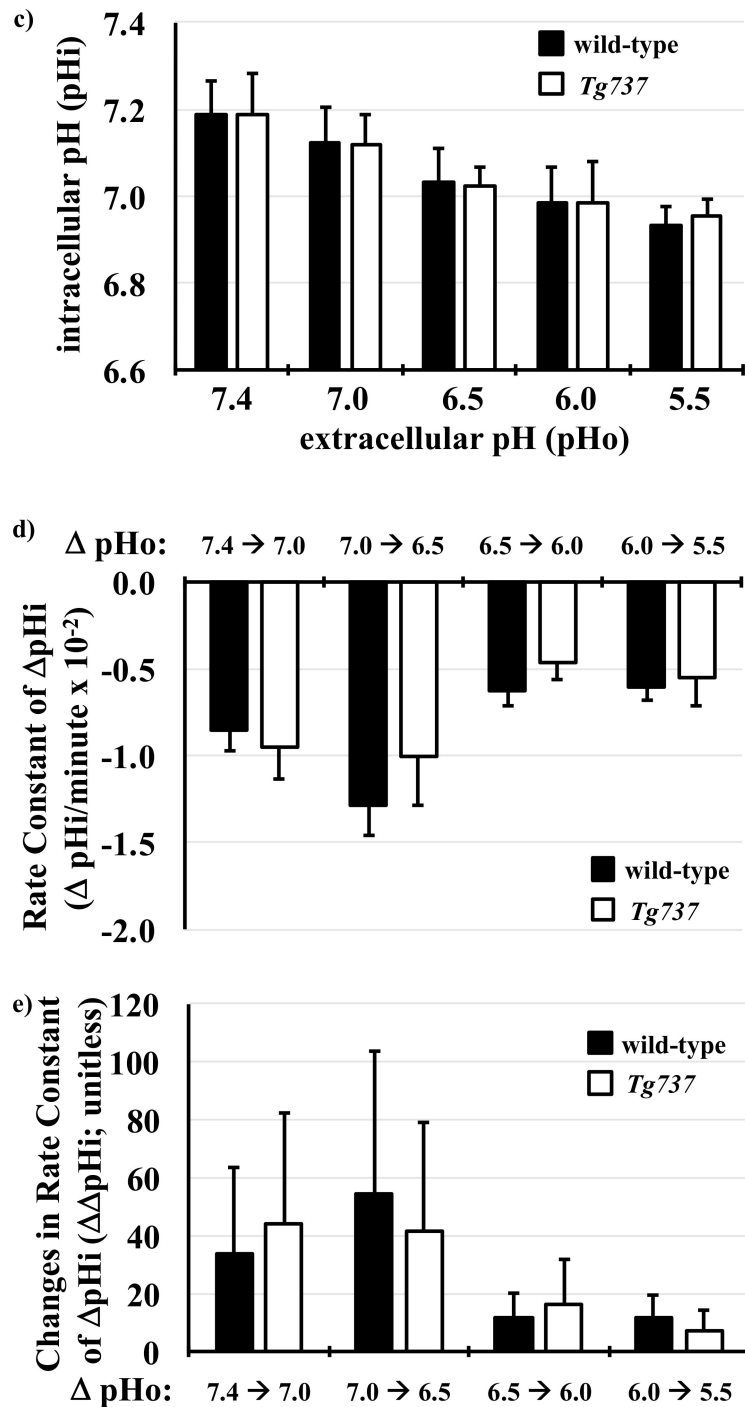 c)
intracellular pH (pHi)
7.4
7.2
7.0
6.8
6.6
wild-type
Tg737
7.4 7.0 6.5 6.0 5.5
extracellular pH (pHo)
d)
Δ pHo: 7.4 → 7.0 7.0 → 6.5 6.5 → 6.0 6.0 → 5.5
Rate Constant of ΔpHi
(Δ pHi/minute x 10⁻²)
0.0
-0.5
-1.0
-1.5
-2.0
wild-type
Tg737
e)
Changes in Rate Constant
of ΔpHi (ΔΔpHi; unitless)
120
100
80
60
40
20
0
wild-type
Tg737
Δ pHo: 7.4 → 7.0 7.0 → 6.5 6.5 → 6.0 6.0 → 5.5